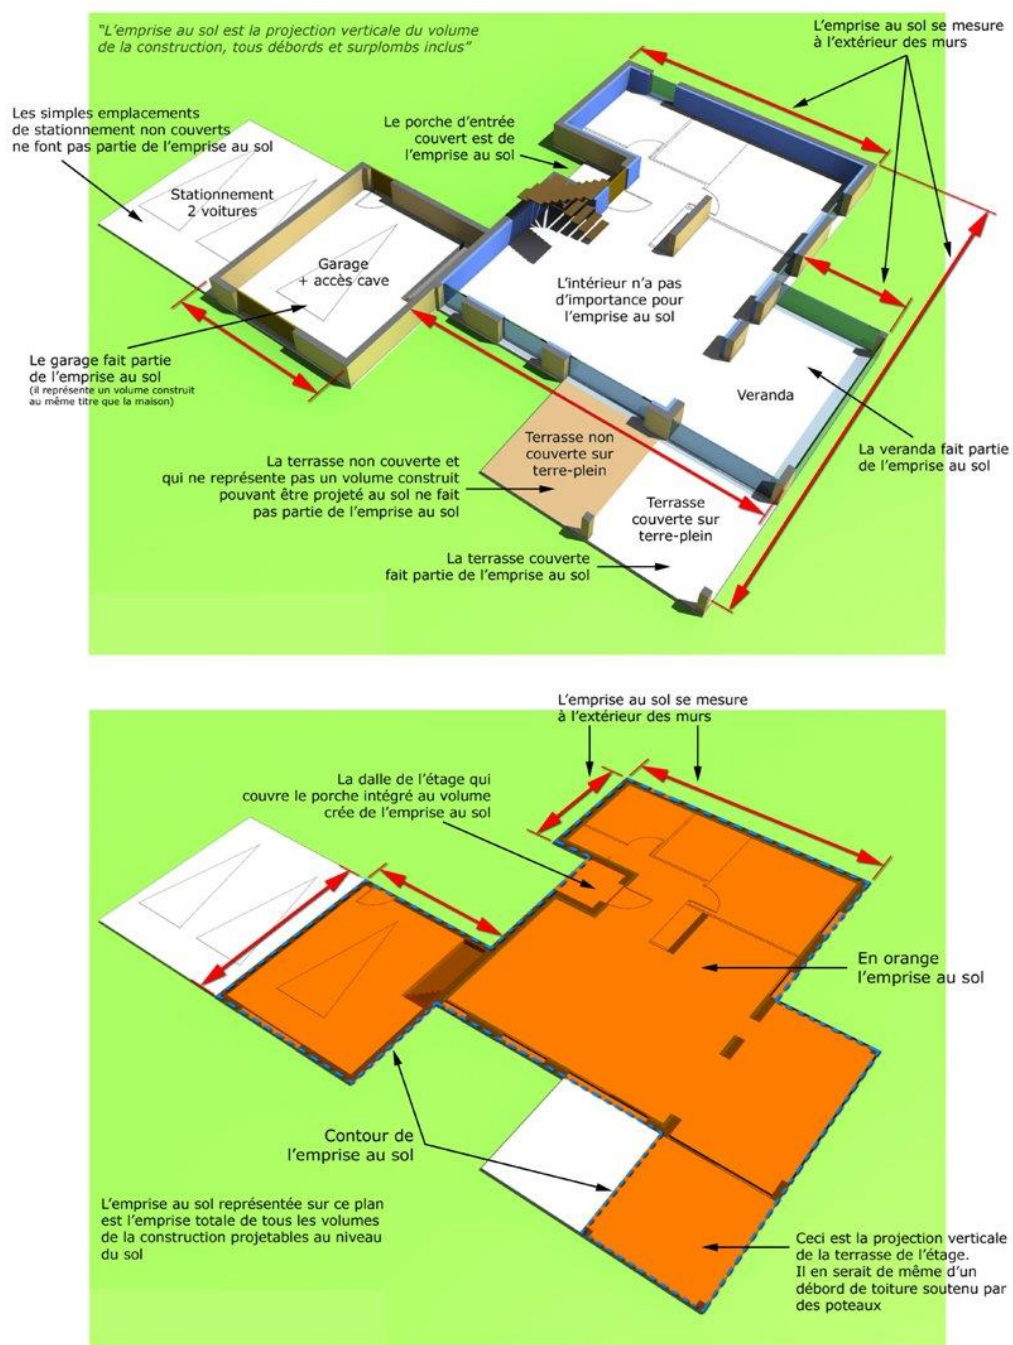 “L’emprise au sol est la projection verticale du volume
de la construction, tous débords et surplombs inclus”
L’emprise au sol se mesure
à l’extérieur des murs
Les simples emplacements
de stationnement non couverts
ne font pas partie de l’emprise au sol
Le porche d’entrée
couvert est de
l’emprise au sol
Stationnement
2 voitures
Garage
+ accès cave
L’intérieur n’a pas
d’importance pour
l’emprise au sol
Le garage fait partie
de l’emprise au sol
(il représente un volume construit
au même titre que la maison)
Veranda
Terrasse non
couverte sur
terre-plein
La veranda fait partie
de l’emprise au sol
La terrasse non couverte et
qui ne représente pas un volume construit
pouvant être projeté au sol ne fait
pas partie de l’emprise au sol
Terrasse
couverte sur
terre-plein
La terrasse couverte
fait partie de l’emprise au sol
L’emprise au sol se mesure
à l’extérieur des murs
La dalle de l’étage qui
couvre le porche intégré au volume
crée de l’emprise au sol
En orange
l’emprise au sol
Contour de
l’emprise au sol
L’emprise au sol représentée sur ce plan
est l’emprise totale de tous les volumes
de la construction projetables au niveau
du sol
Ceci est la projection verticale
de la terrasse de l’étage.
Il en serait de même d’un
débord de toiture soutenu par
des poteaux